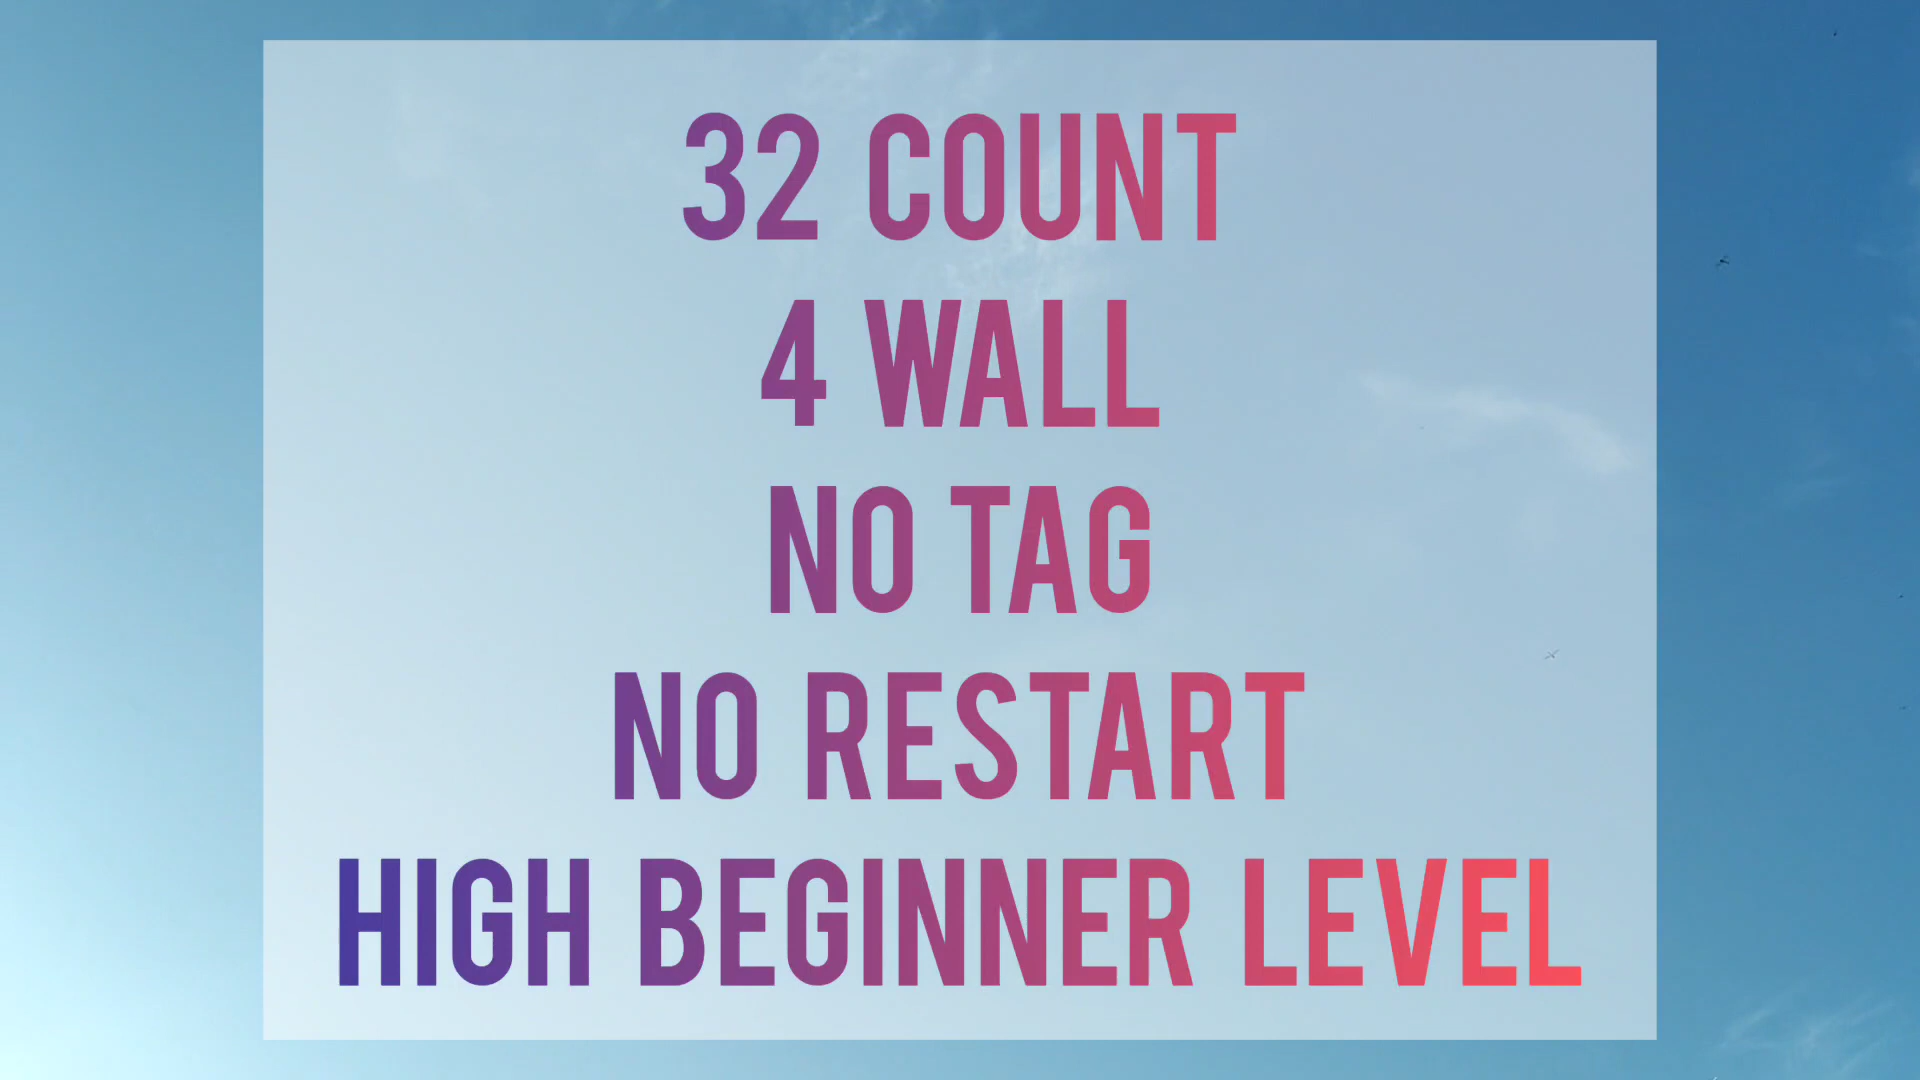 32 COUNT
4 WALL
NO TAG
NO RESTART
HIGH BEGINNER LEVEL